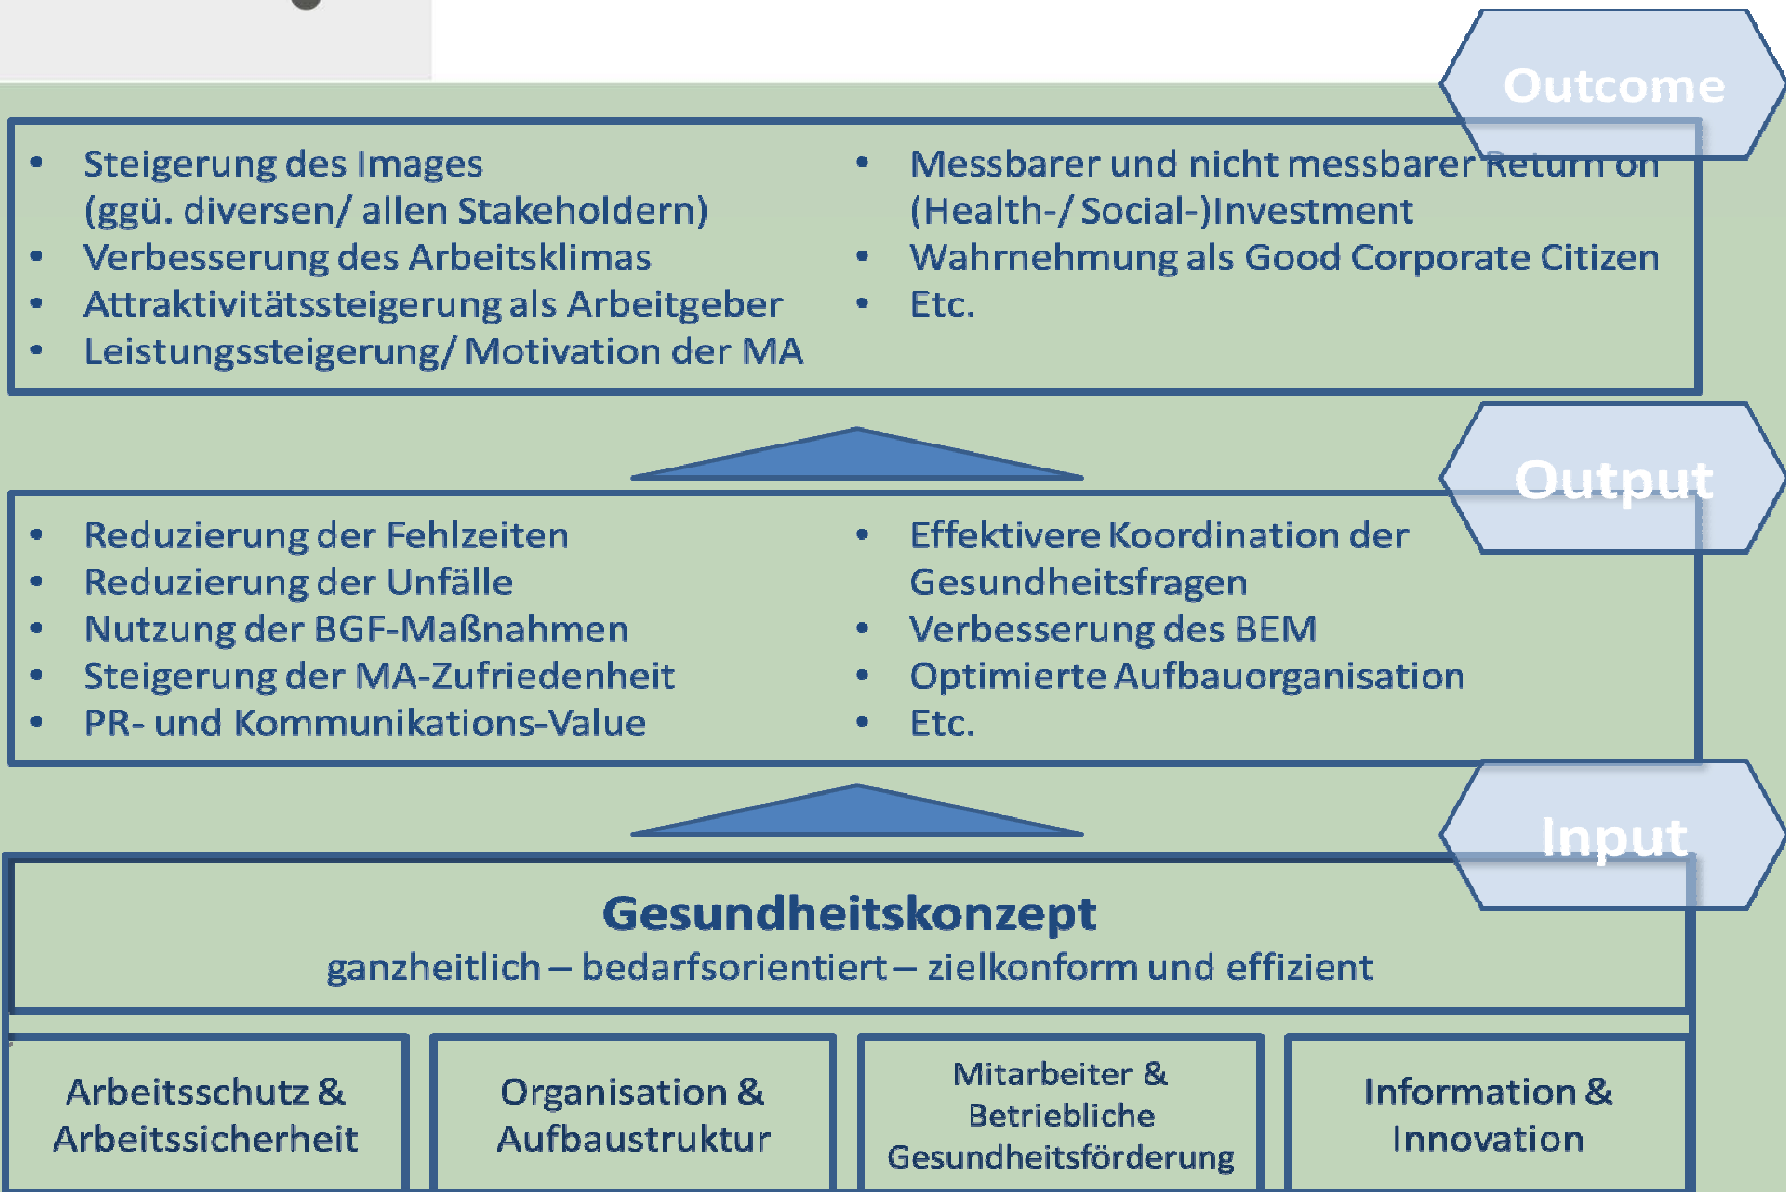 Outcome
• Steigerung des Images
(ggü. diversen/ allen Stakeholdern)
• Verbesserung des Arbeitsklimas
• Attraktivitätssteigerung als Arbeitgeber
• Leistungssteigerung/ Motivation der MA
• Messbarer und nicht messbarer Return on
(Health-/ Social-)Investment
• Wahrnehmung als Good Corporate Citizen
• Etc.
Output
• Reduzierung der Fehlzeiten
• Reduzierung der Unfälle
• Nutzung der BGF-Maßnahmen
• Steigerung der MA-Zufriedenheit
• PR- und Kommunikations-Value
• Effektivere Koordination der
Gesundheitsfragen
• Verbesserung des BEM
• Optimierte Aufbauorganisation
• Etc.
Input
Gesundheitskonzept
ganzheitlich – bedarfsorientiert – zielkonform und effizient
Arbeitsschutz &
Arbeitssicherheit
Organisation &
Aufbaustruktur
Mitarbeiter &
Betriebliche
Gesundheitsförderung
Information &
Innovation